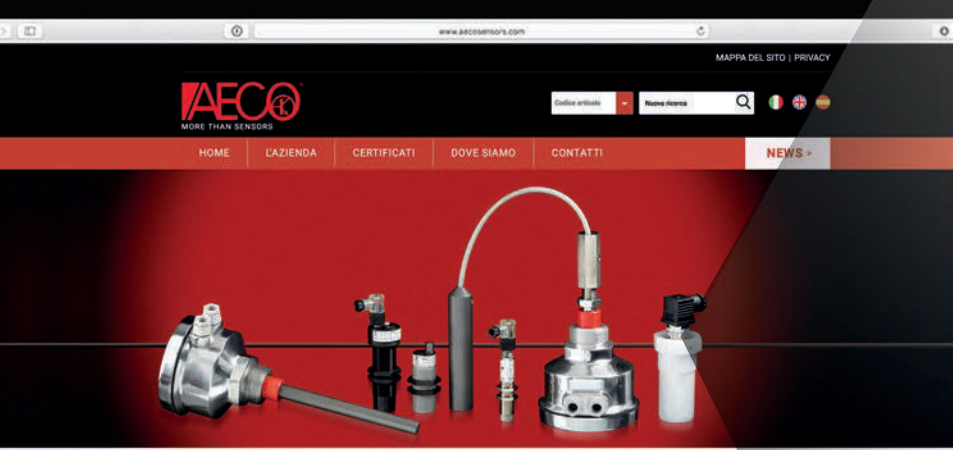 www.aecosensors.com
MAPPA DEL SITO | PRIVACY
AECO
MORE THAN SENSORS
Codice articolo
Nuova ricerca
HOME
L'AZIENDA
CERTIFICATI
DOVE SIAMO
CONTATTI
NEWS >